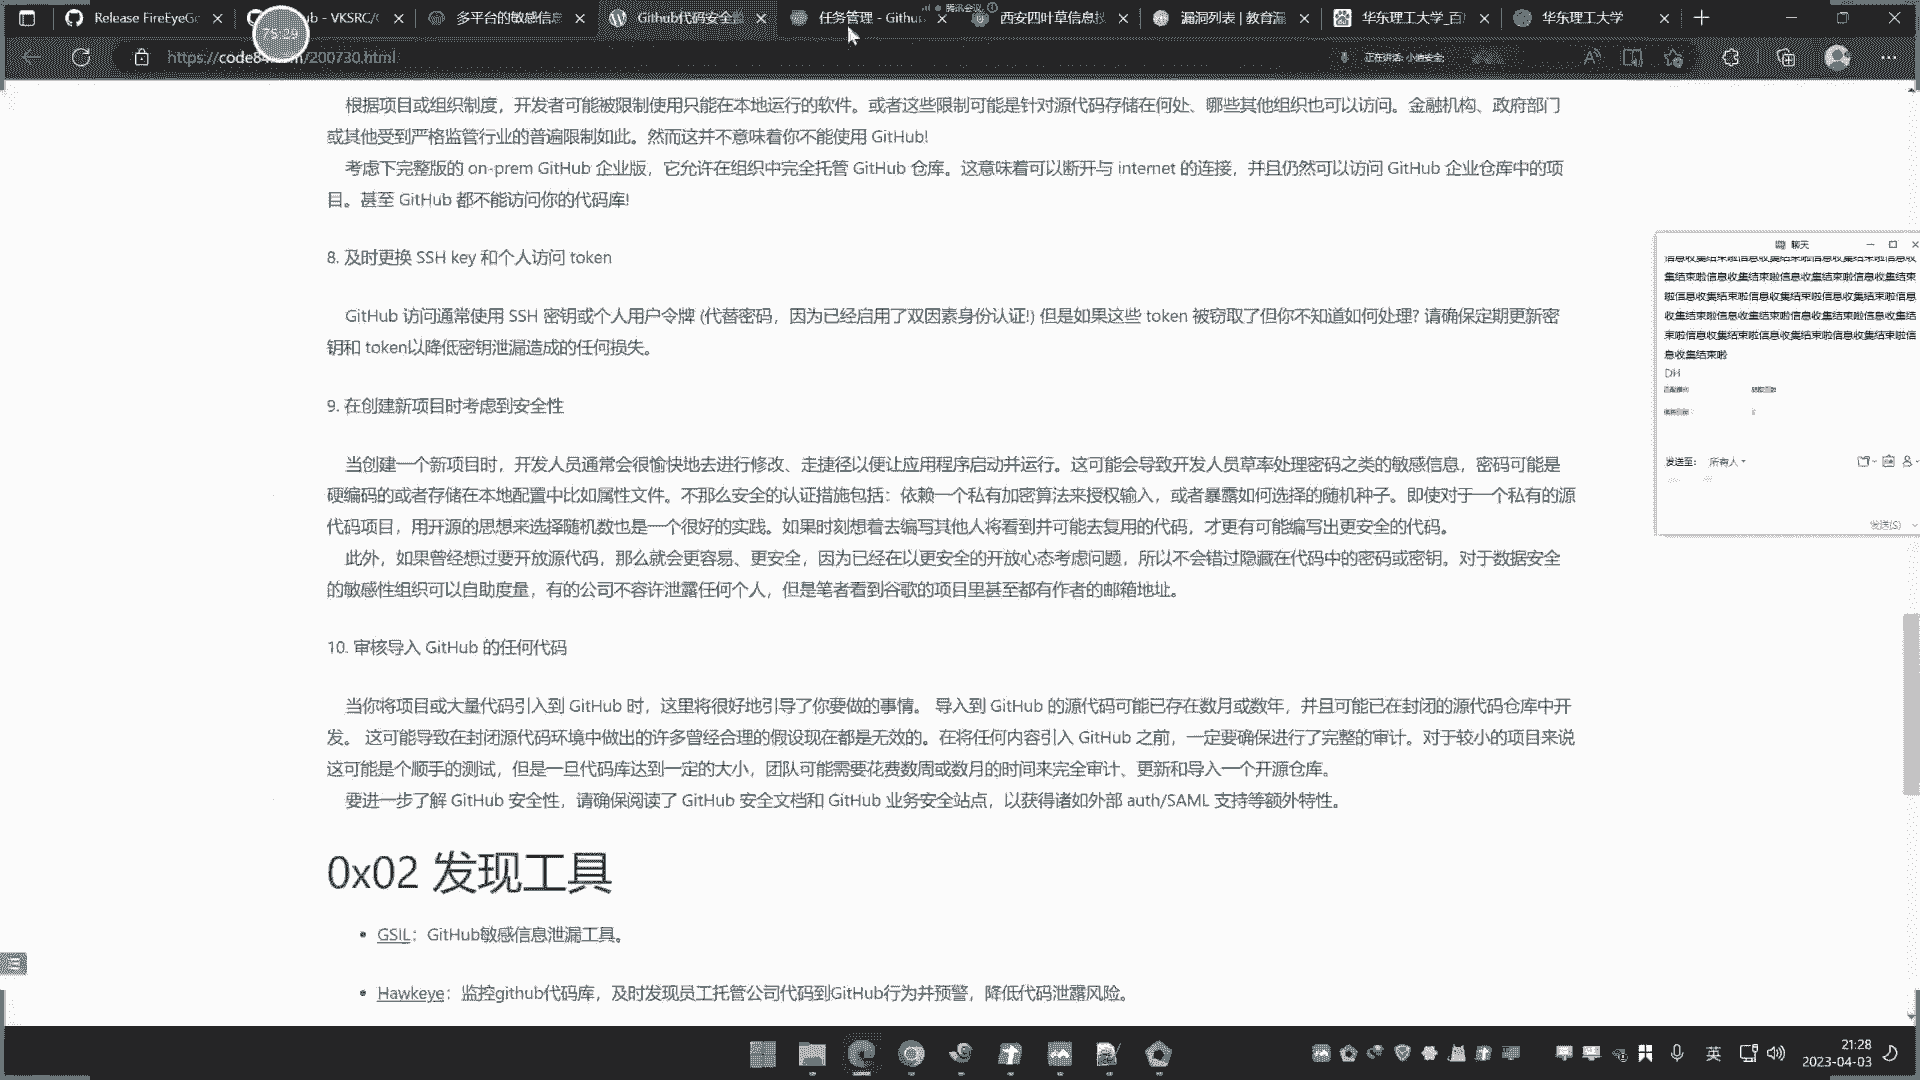 Release FireEyeG
b - VKSRC/
多平台的敏感信息
Github代码安全
任务管理 - Githu
西安四叶草信息技
漏洞列表 | 教育漏
华东理工大学_百
华东理工大学
腾讯会议
75:29
https://code8
/200730.html
正在讲话: 小迪安全;
根据项目或组织制度，开发者可能被限制使用只能在本地运行的软件。或者这些限制可能是针对源代码存储在何处、哪些其他组织也可以访问。金融机构、政府部门
或其他受到严格监管行业的普遍限制如此。然而这并不意味着你不能使用 GitHub!
考虑下完整版的 on-prem GitHub 企业版，它允许在组织中完全托管 GitHub 仓库。这意味着可以断开与 internet 的连接，并且仍然可以访问 GitHub 企业仓库中的项
目。甚至 GitHub 都不能访问你的代码库!
8. 及时更换 SSH key 和个人访问 token
GitHub 访问通常使用 SSH 密钥或个人用户令牌 (代替密码，因为已经启用了双因素身份认证!) 但是如果这些 token 被窃取了但你不知道如何处理? 请确保定期更新密
钥和 token以降低密钥泄漏造成的任何损失。
9. 在创建新项目时考虑到安全性
当创建一个新项目时，开发人员通常会很愉快地去进行修改、走捷径以便让应用程序启动并运行。这可能会导致开发人员草率处理密码之类的敏感信息，密码可能是
硬编码的或者存储在本地配置中比如属性文件。不那么安全的认证措施包括：依赖一个私有加密算法来授权输入，或者暴露如何选择的随机种子。即使对于一个私有的源
代码项目，用开源的思想来选择随机数也是一个很好的实践。如果时刻想着去编写其他人将看到并可能去复用的代码，才更有可能编写出更安全的代码。
此外，如果曾经想过要开放源代码，那么就会更容易、更安全，因为已经在以更安全的开放心态考虑问题，所以不会错过隐藏在代码中的密码或密钥。对于数据安全
的敏感性组织可以自助度量，有的公司不容许泄露任何个人，但是笔者看到谷歌的项目里甚至都有作者的邮箱地址。
10. 审核导入 GitHub 的任何代码
当你将项目或大量代码引入到 GitHub 时，这里将很好地引导了你要做的事情。 导入到 GitHub 的源代码可能已存在数月或数年，并且可能已在封闭的源代码仓库中开
发。 这可能导致在封闭源代码环境中做出的许多曾经合理的假设现在都是无效的。在将任何内容引入 GitHub 之前，一定要确保进行了完整的审计。对于较小的项目来说
这可能是个顺手的测试，但是一旦代码库达到一定的大小，团队可能需要花费数周或数月的时间来完全审计、更新和导入一个开源仓库。
要进一步了解 GitHub 安全性，请确保阅读了 GitHub 安全文档和 GitHub 业务安全站点，以获得诸如外部 auth/SAML 支持等额外特性。
0x02 发现工具
• GSIL：GitHub敏感信息泄漏工具。
• Hawkeye：监控github代码库，及时发现员工托管公司代码到GitHub行为并预警，降低代码泄露风险。
聊天
信息收集结束啦信息收集结束啦信息收集结束啦信息收
集结束啦信息收集结束啦信息收集结束啦信息收集结束
啦信息收集结束啦信息收集结束啦信息收集结束啦信息
收集结束啦信息收集结束啦信息收集结束啦信息收集结
束啦信息收集结束啦信息收集结束啦信息收集结束啦信
息收集结束啦
DH
发送至: 所有人
发送(S)
英
21:28
2023-04-03